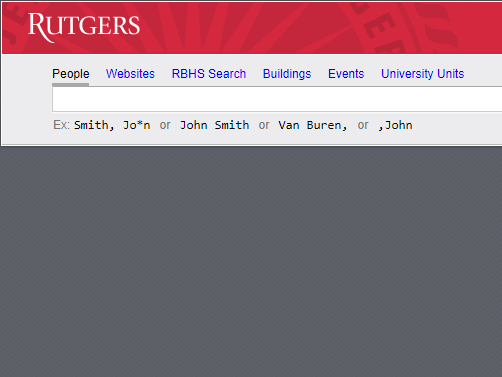 RUTGERS
People Websites RBHS Search Buildings Events University Units
Ex: Smith, Jo*n or John Smith or Van Buren, or ,John